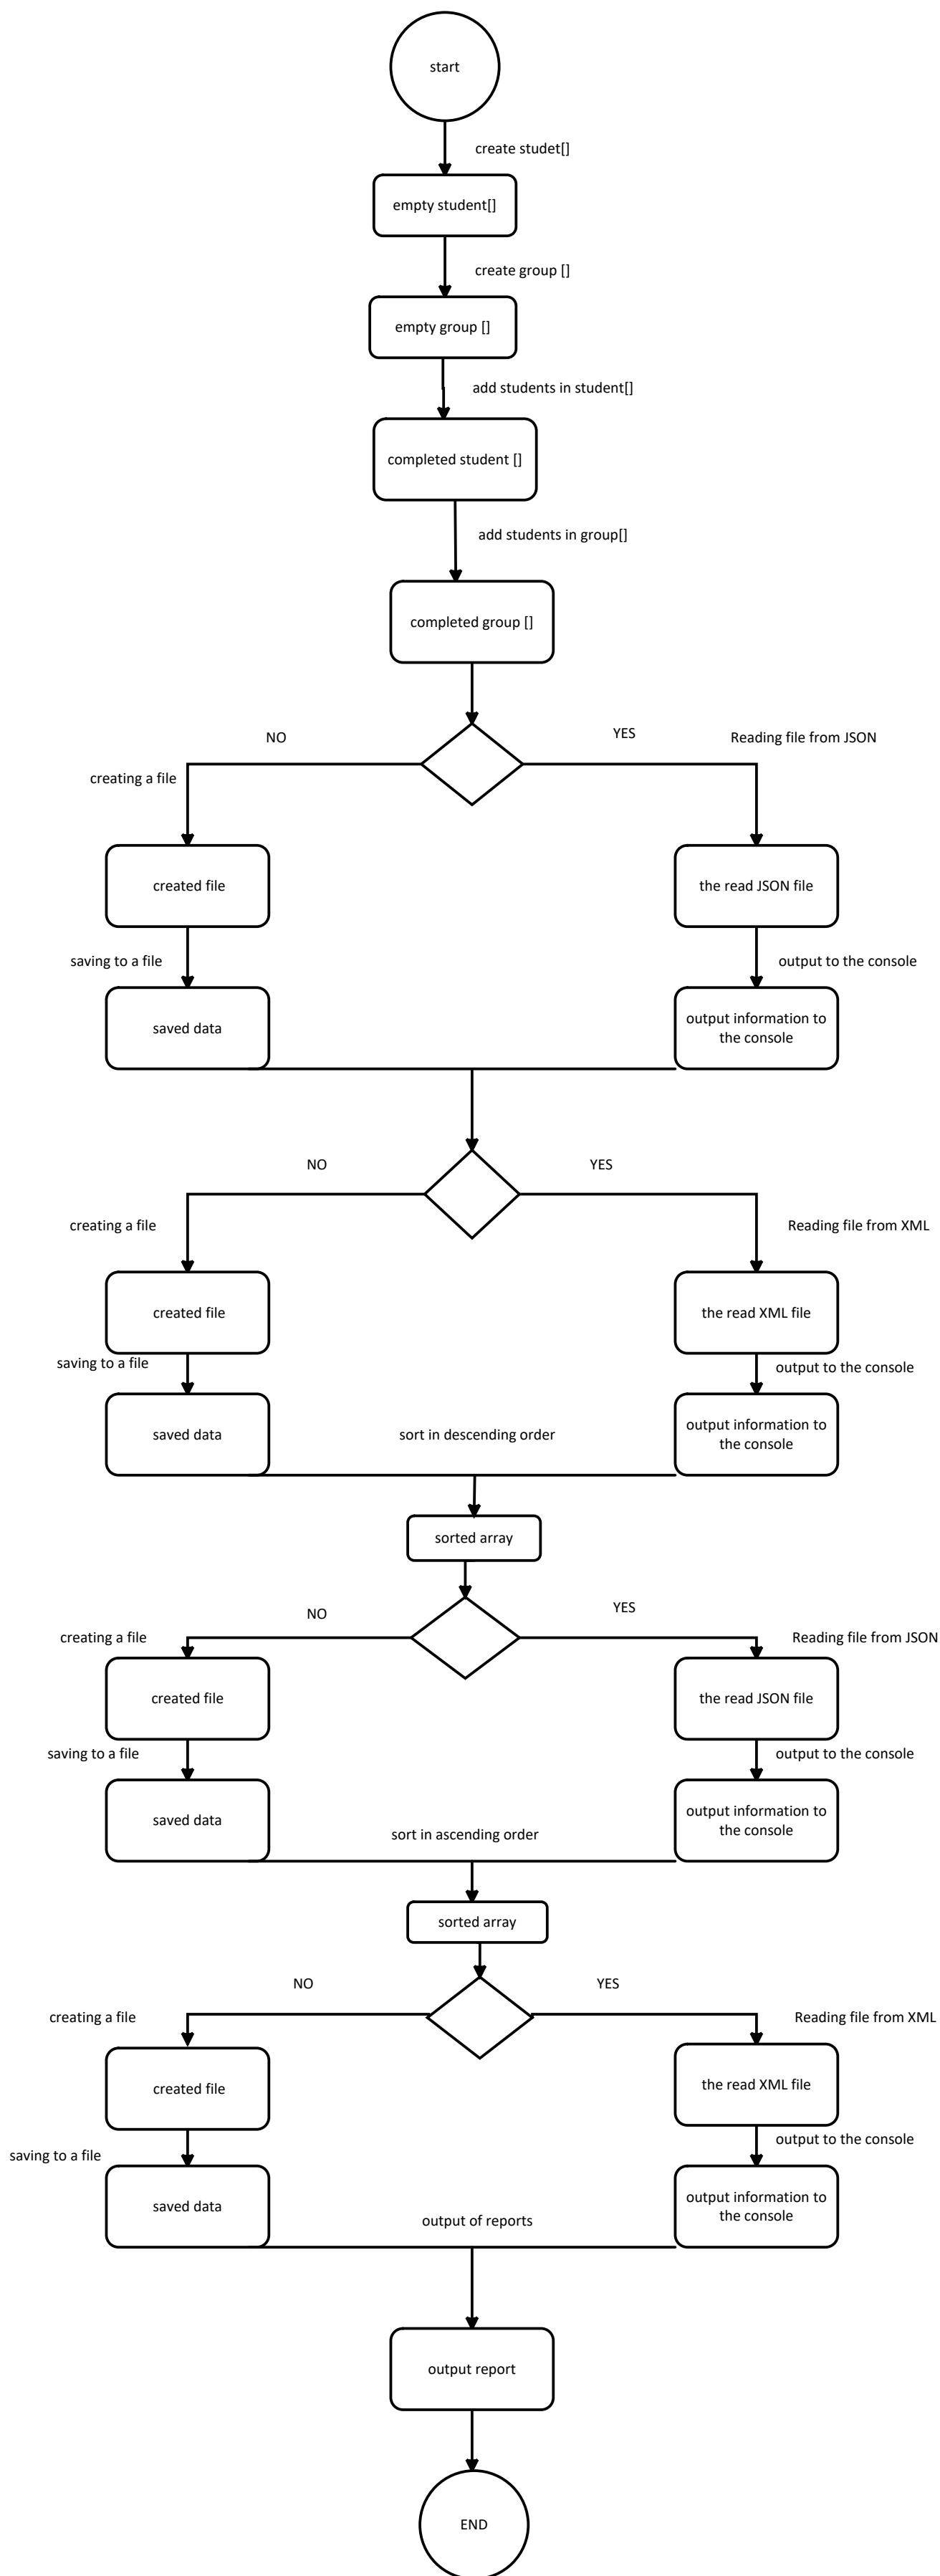 start
create studet[]
empty student[]
create group []
empty group []
add students in student[]
completed student []
add students in group[]
completed group []
NO
YES
Reading file from JSON
creating a file
created file
the read JSON file
saving to a file
output to the console
saved data
output information to
the console
NO
YES
creating a file
Reading file from XML
created file
the read XML file
saving to a file
output to the console
saved data
sort in descending order
output information to
the console
sorted array
NO
YES
creating a file
Reading file from JSON
created file
the read JSON file
saving to a file
output to the console
saved data
output information to
the console
sort in ascending order
sorted array
NO
YES
creating a file
Reading file from XML
created file
the read XML file
saving to a file
output to the console
saved data
output information to
the console
output of reports
output report
END